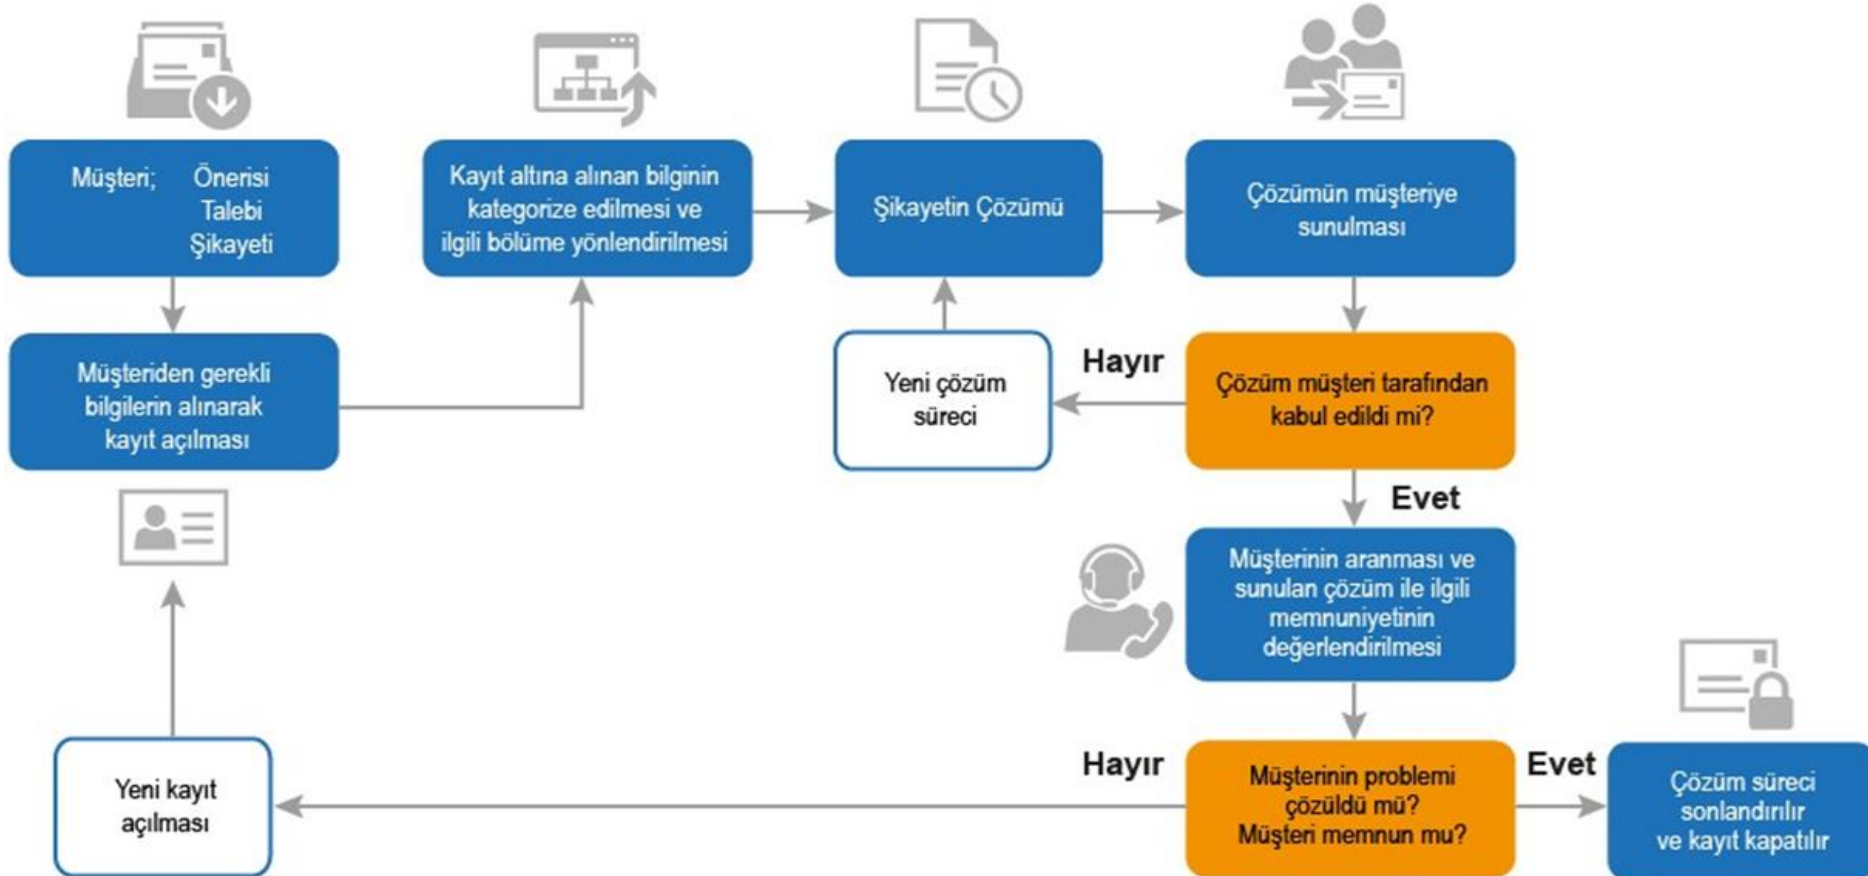 Müşteri; Önerisi
Talebi
Şikayeti
Kayıt altına alınan bilginin
kategorize edilmesi ve
ilgili bölüme yönlendirilmesi
Şikayetin Çözümü
Çözümün müşteriye
sunulması
Müşteriden gerekli
bilgilerin alınarak
kayıt açılması
Yeni çözüm
süreci
Hayır
Çözüm müşteri tarafından
kabul edildi mi?
Evet
Müşterinin aranması ve
sunulan çözüm ile ilgili
memnuniyetinin
değerlendirilmesi
Yeni kayıt
açılması
Hayır
Müşterinin problemi
çözüldü mü?
Müşteri memnun mu?
Evet
Çözüm süreci
sonlandırılır
ve kayıt kapatılır